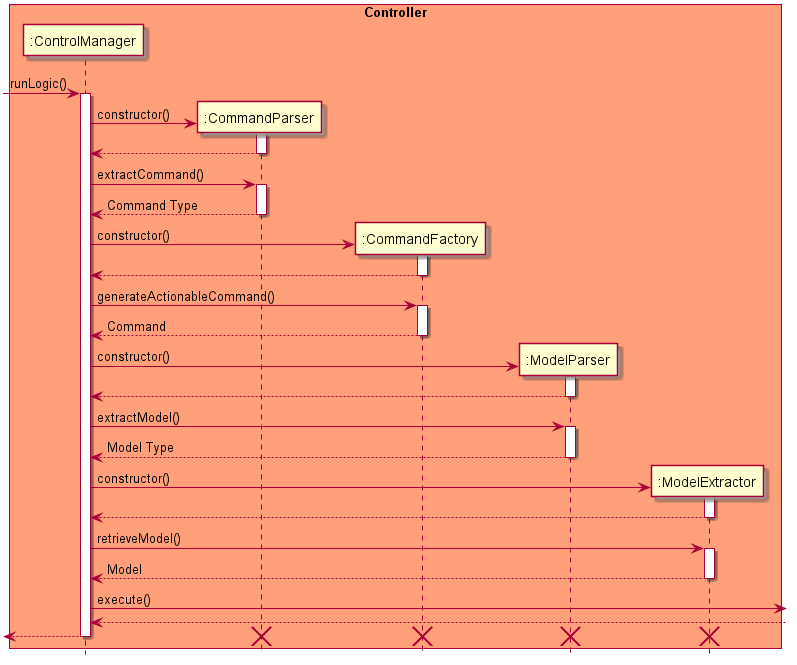 Controller
:ControlManager
runLogic()
constructor()
:CommandParser
extractCommand()
Command Type
constructor()
:CommandFactory
generateActionableCommand()
Command
constructor()
:ModelParser
extractModel()
Model Type
constructor()
:ModelExtractor
retrieveModel()
Model
execute()